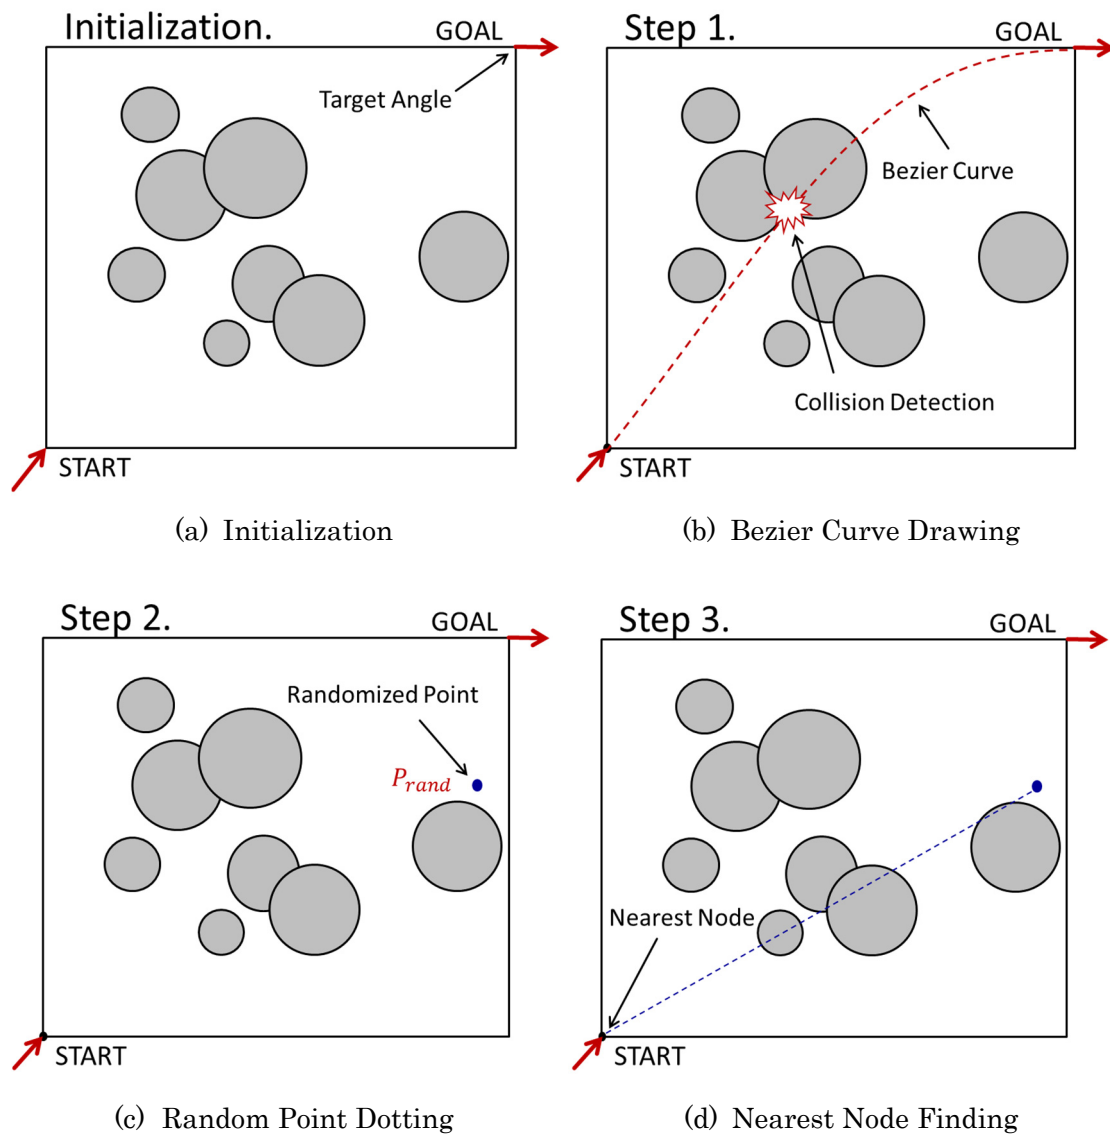 Initialization.
GOAL
Target Angle
START
(a) Initialization
Step 1.
GOAL
Bezier Curve
Collision Detection
START
(b) Bezier Curve Drawing
Step 2.
GOAL
Randomized Point
P_rand
START
(c) Random Point Dotting
Step 3.
GOAL
Nearest Node
START
(d) Nearest Node Finding